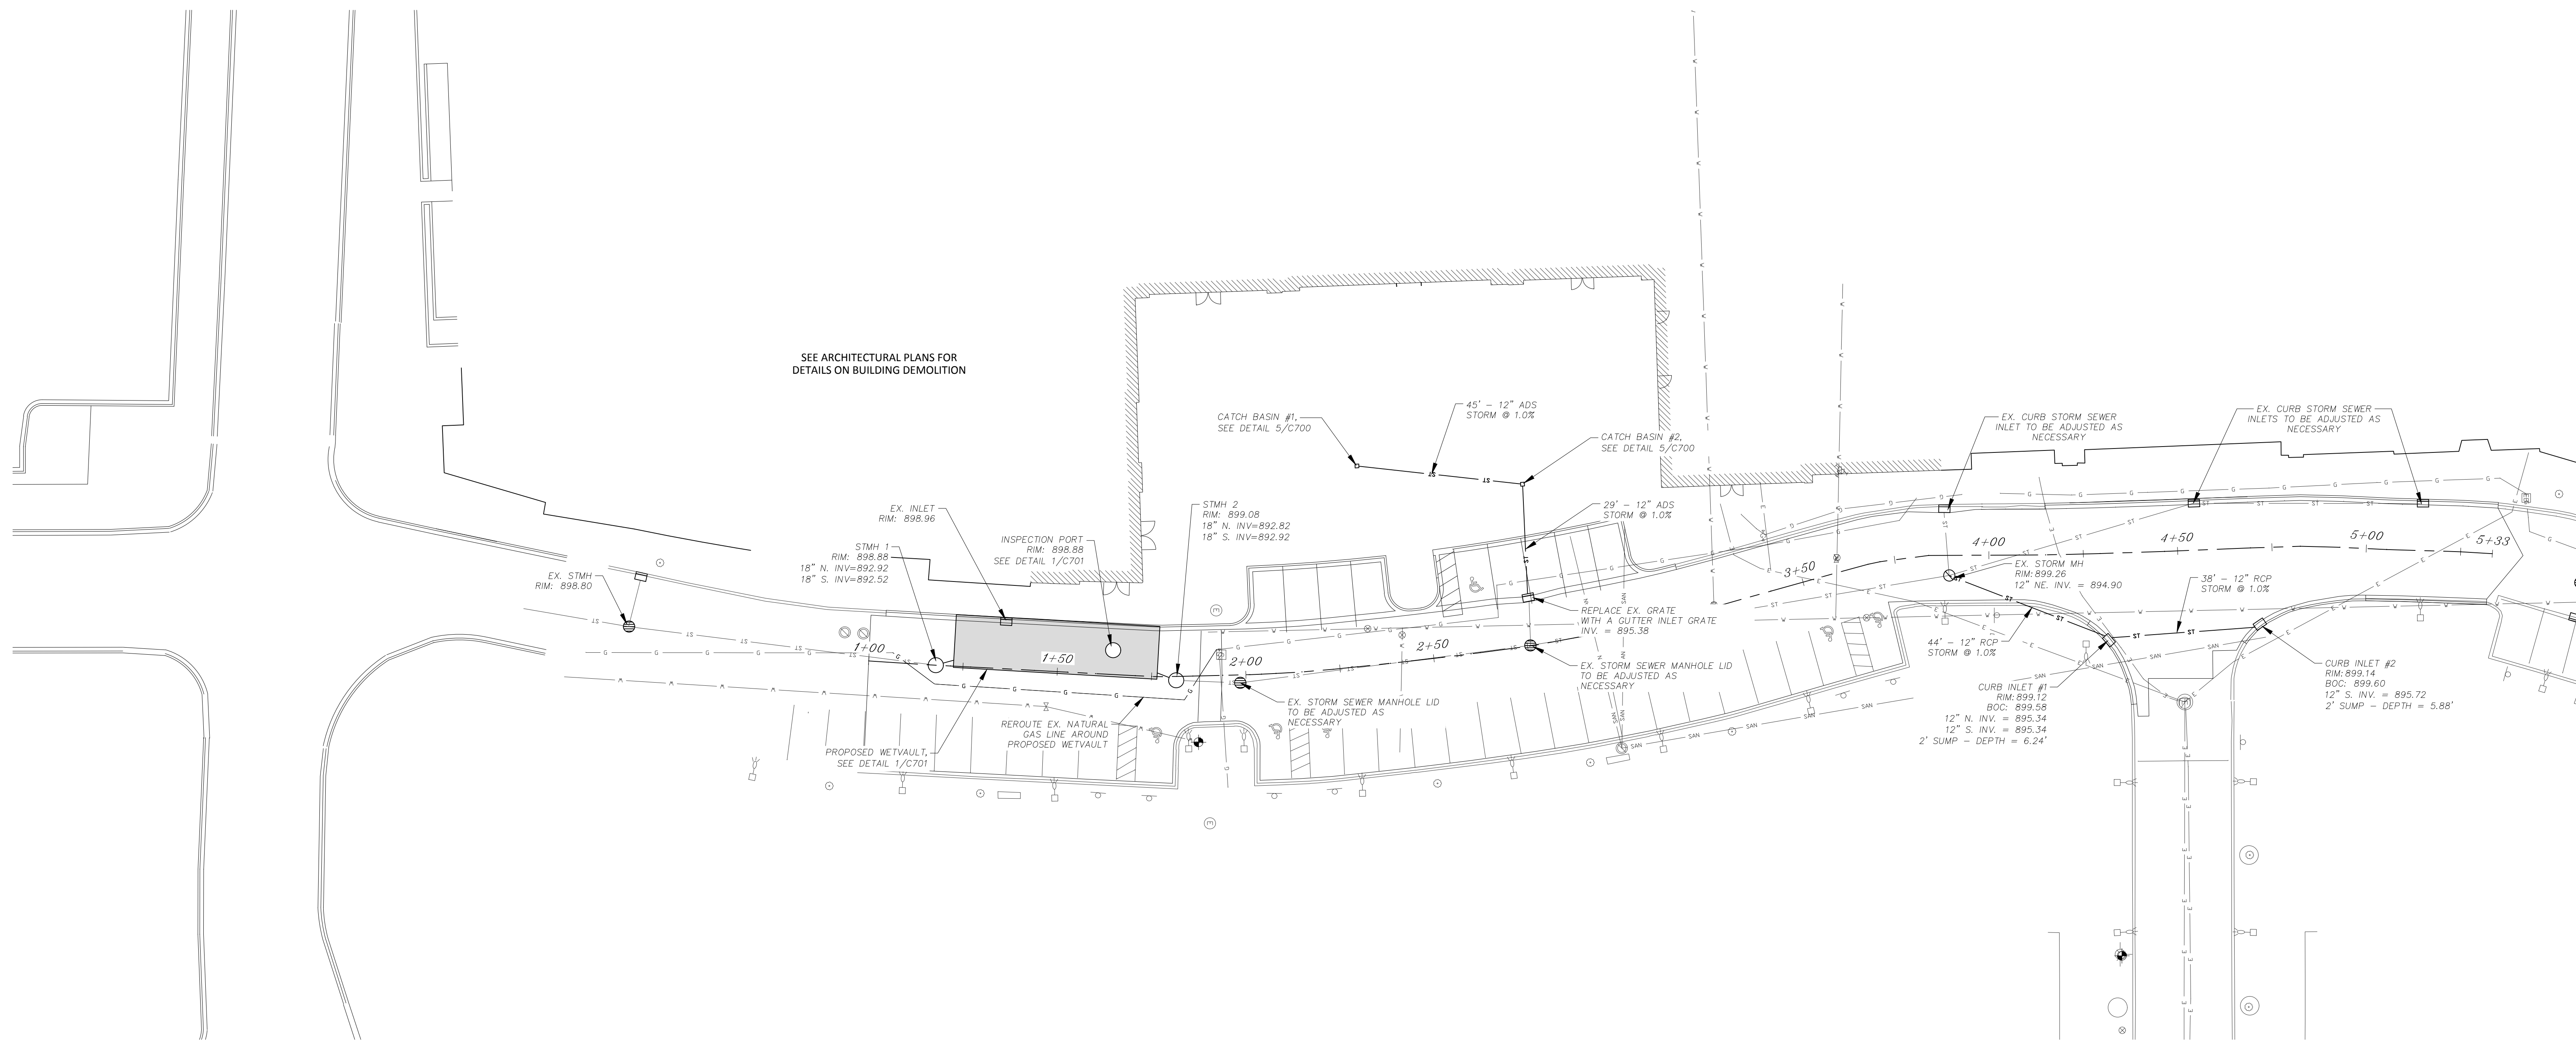 SEE ARCHITECTURAL PLANS FOR
DETAILS ON BUILDING DEMOLITION
CATCH BASIN #1,
SEE DETAIL 5/C700
45' - 12" ADS
STORM @ 1.0%
CATCH BASIN #2,
SEE DETAIL 5/C700
EX. CURB STORM SEWER
INLET TO BE ADJUSTED AS
NECESSARY
EX. CURB STORM SEWER
INLETS TO BE ADJUSTED AS
NECESSARY
EX. INLET
RIM: 898.96
STMH 2
RIM: 899.08
18" N. INV=892.82
18" S. INV=892.92
29' - 12" ADS
STORM @ 1.0%
INSPECTION PORT
RIM: 898.88
SEE DETAIL 1/C701
STMH 1
RIM: 898.88
18" N. INV=892.92
18" S. INV=892.52
EX. STMH
RIM: 898.80
1+00
1+50
2+00
2+50
3+50
4+00
4+50
5+00
5+33
EX. STORM MH
RIM: 899.26
12" NE. INV. = 894.90
38' - 12" RCP
STORM @ 1.0%
REPLACE EX. GRATE
WITH A GUTTER INLET GRATE
INV. = 895.38
44' - 12" RCP
STORM @ 1.0%
EX. STORM SEWER MANHOLE LID
TO BE ADJUSTED AS
NECESSARY
CURB INLET #2
RIM: 899.14
BOC: 899.60
12" S. INV. = 895.72
2' SUMP - DEPTH = 5.88'
CURB INLET #1
RIM: 899.12
BOC: 899.58
12" N. INV. = 895.34
12" S. INV. = 895.34
2' SUMP - DEPTH = 6.24'
EX. STORM SEWER MANHOLE LID
TO BE ADJUSTED AS
NECESSARY
REROUTE EX. NATURAL
GAS LINE AROUND
PROPOSED WETVAULT
PROPOSED WETVAULT,
SEE DETAIL 1/C701